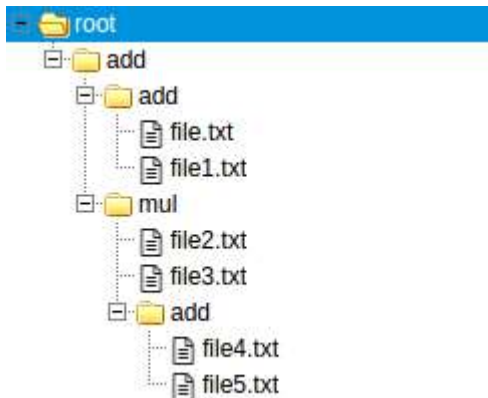 root
add
add
file.txt
file1.txt
mul
file2.txt
file3.txt
add
file4.txt
file5.txt